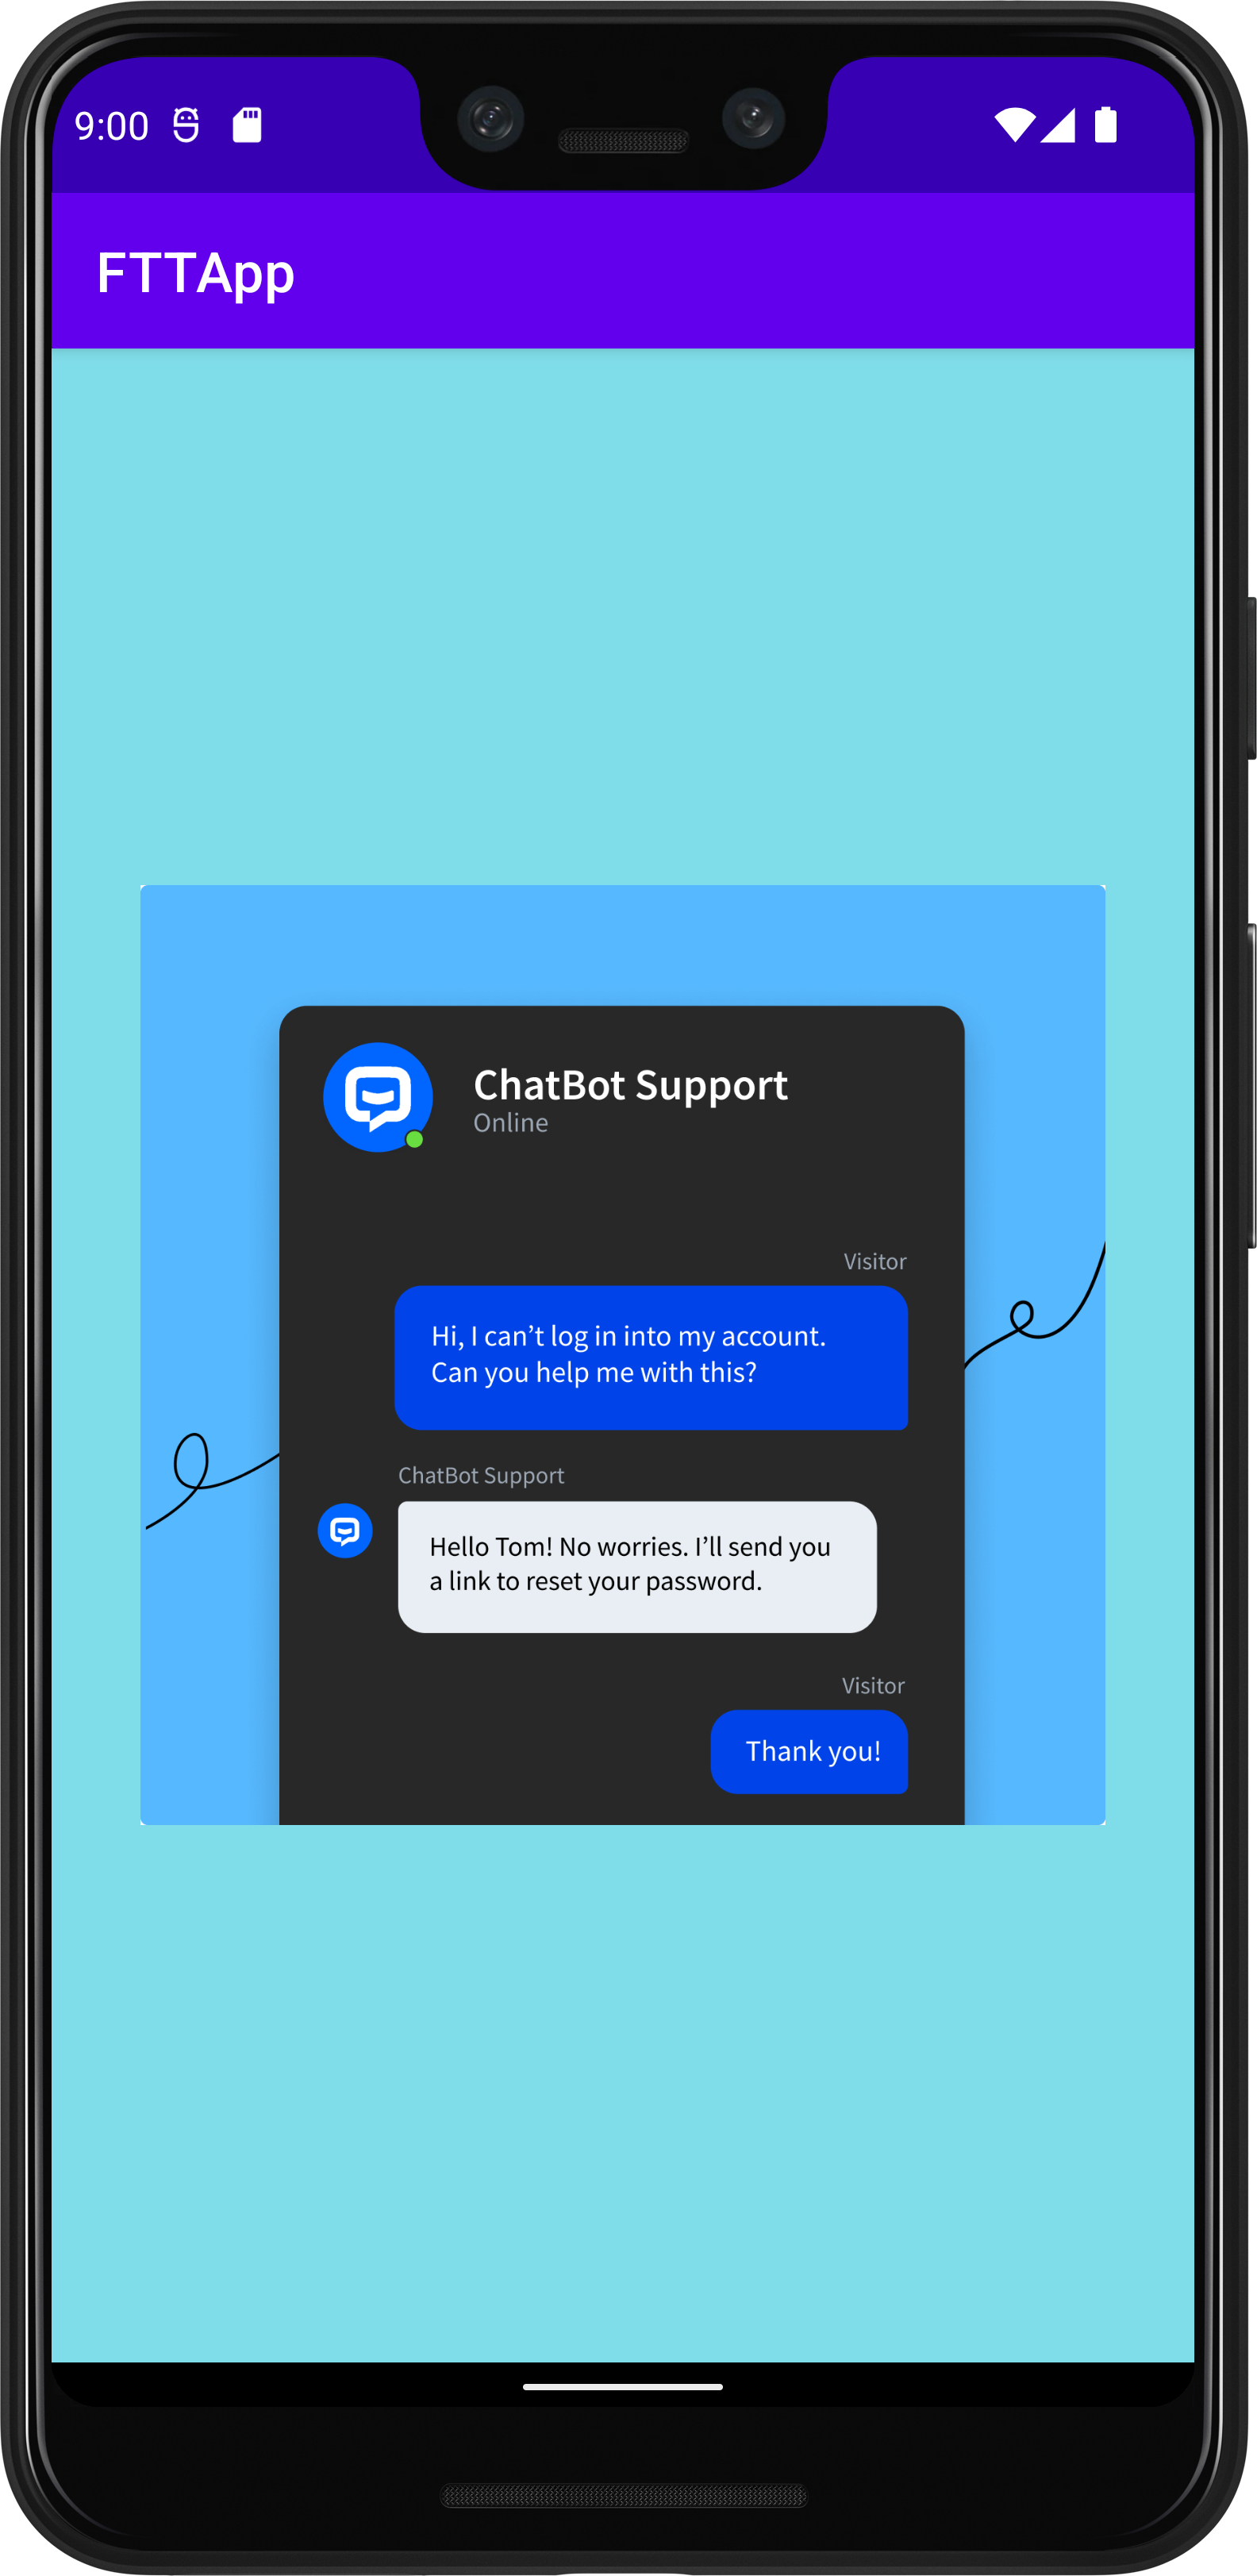 9:00
FTTApp
ChatBot Support
Online
Visitor
Hi, I can’t log in into my account.
Can you help me with this?
ChatBot Support
Hello Tom! No worries. I’ll send you
a link to reset your password.
Visitor
Thank you!